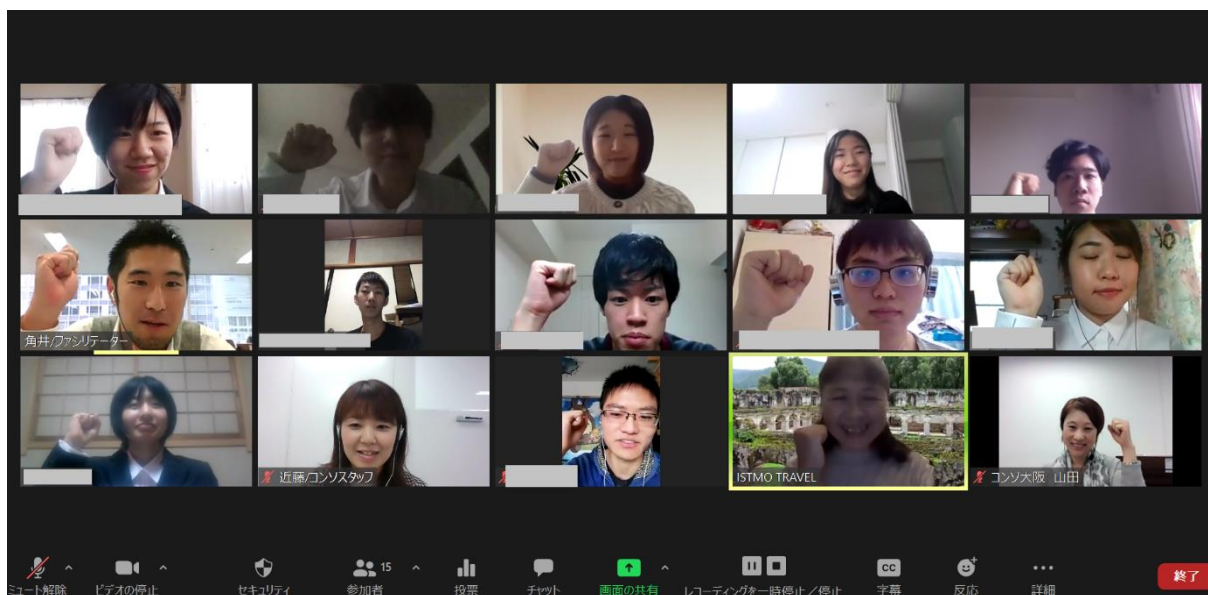 角井/ファシリテーター
近藤/コンソスタッフ
ISTMO TRAVEL
コンソ大阪 山田
ミュート解除
ビデオの停止
セキュリティ
参加者
15
投票
チャット
画面の共有
レコーディングを一時停止/停止
CC
字幕
反応
詳細
終了